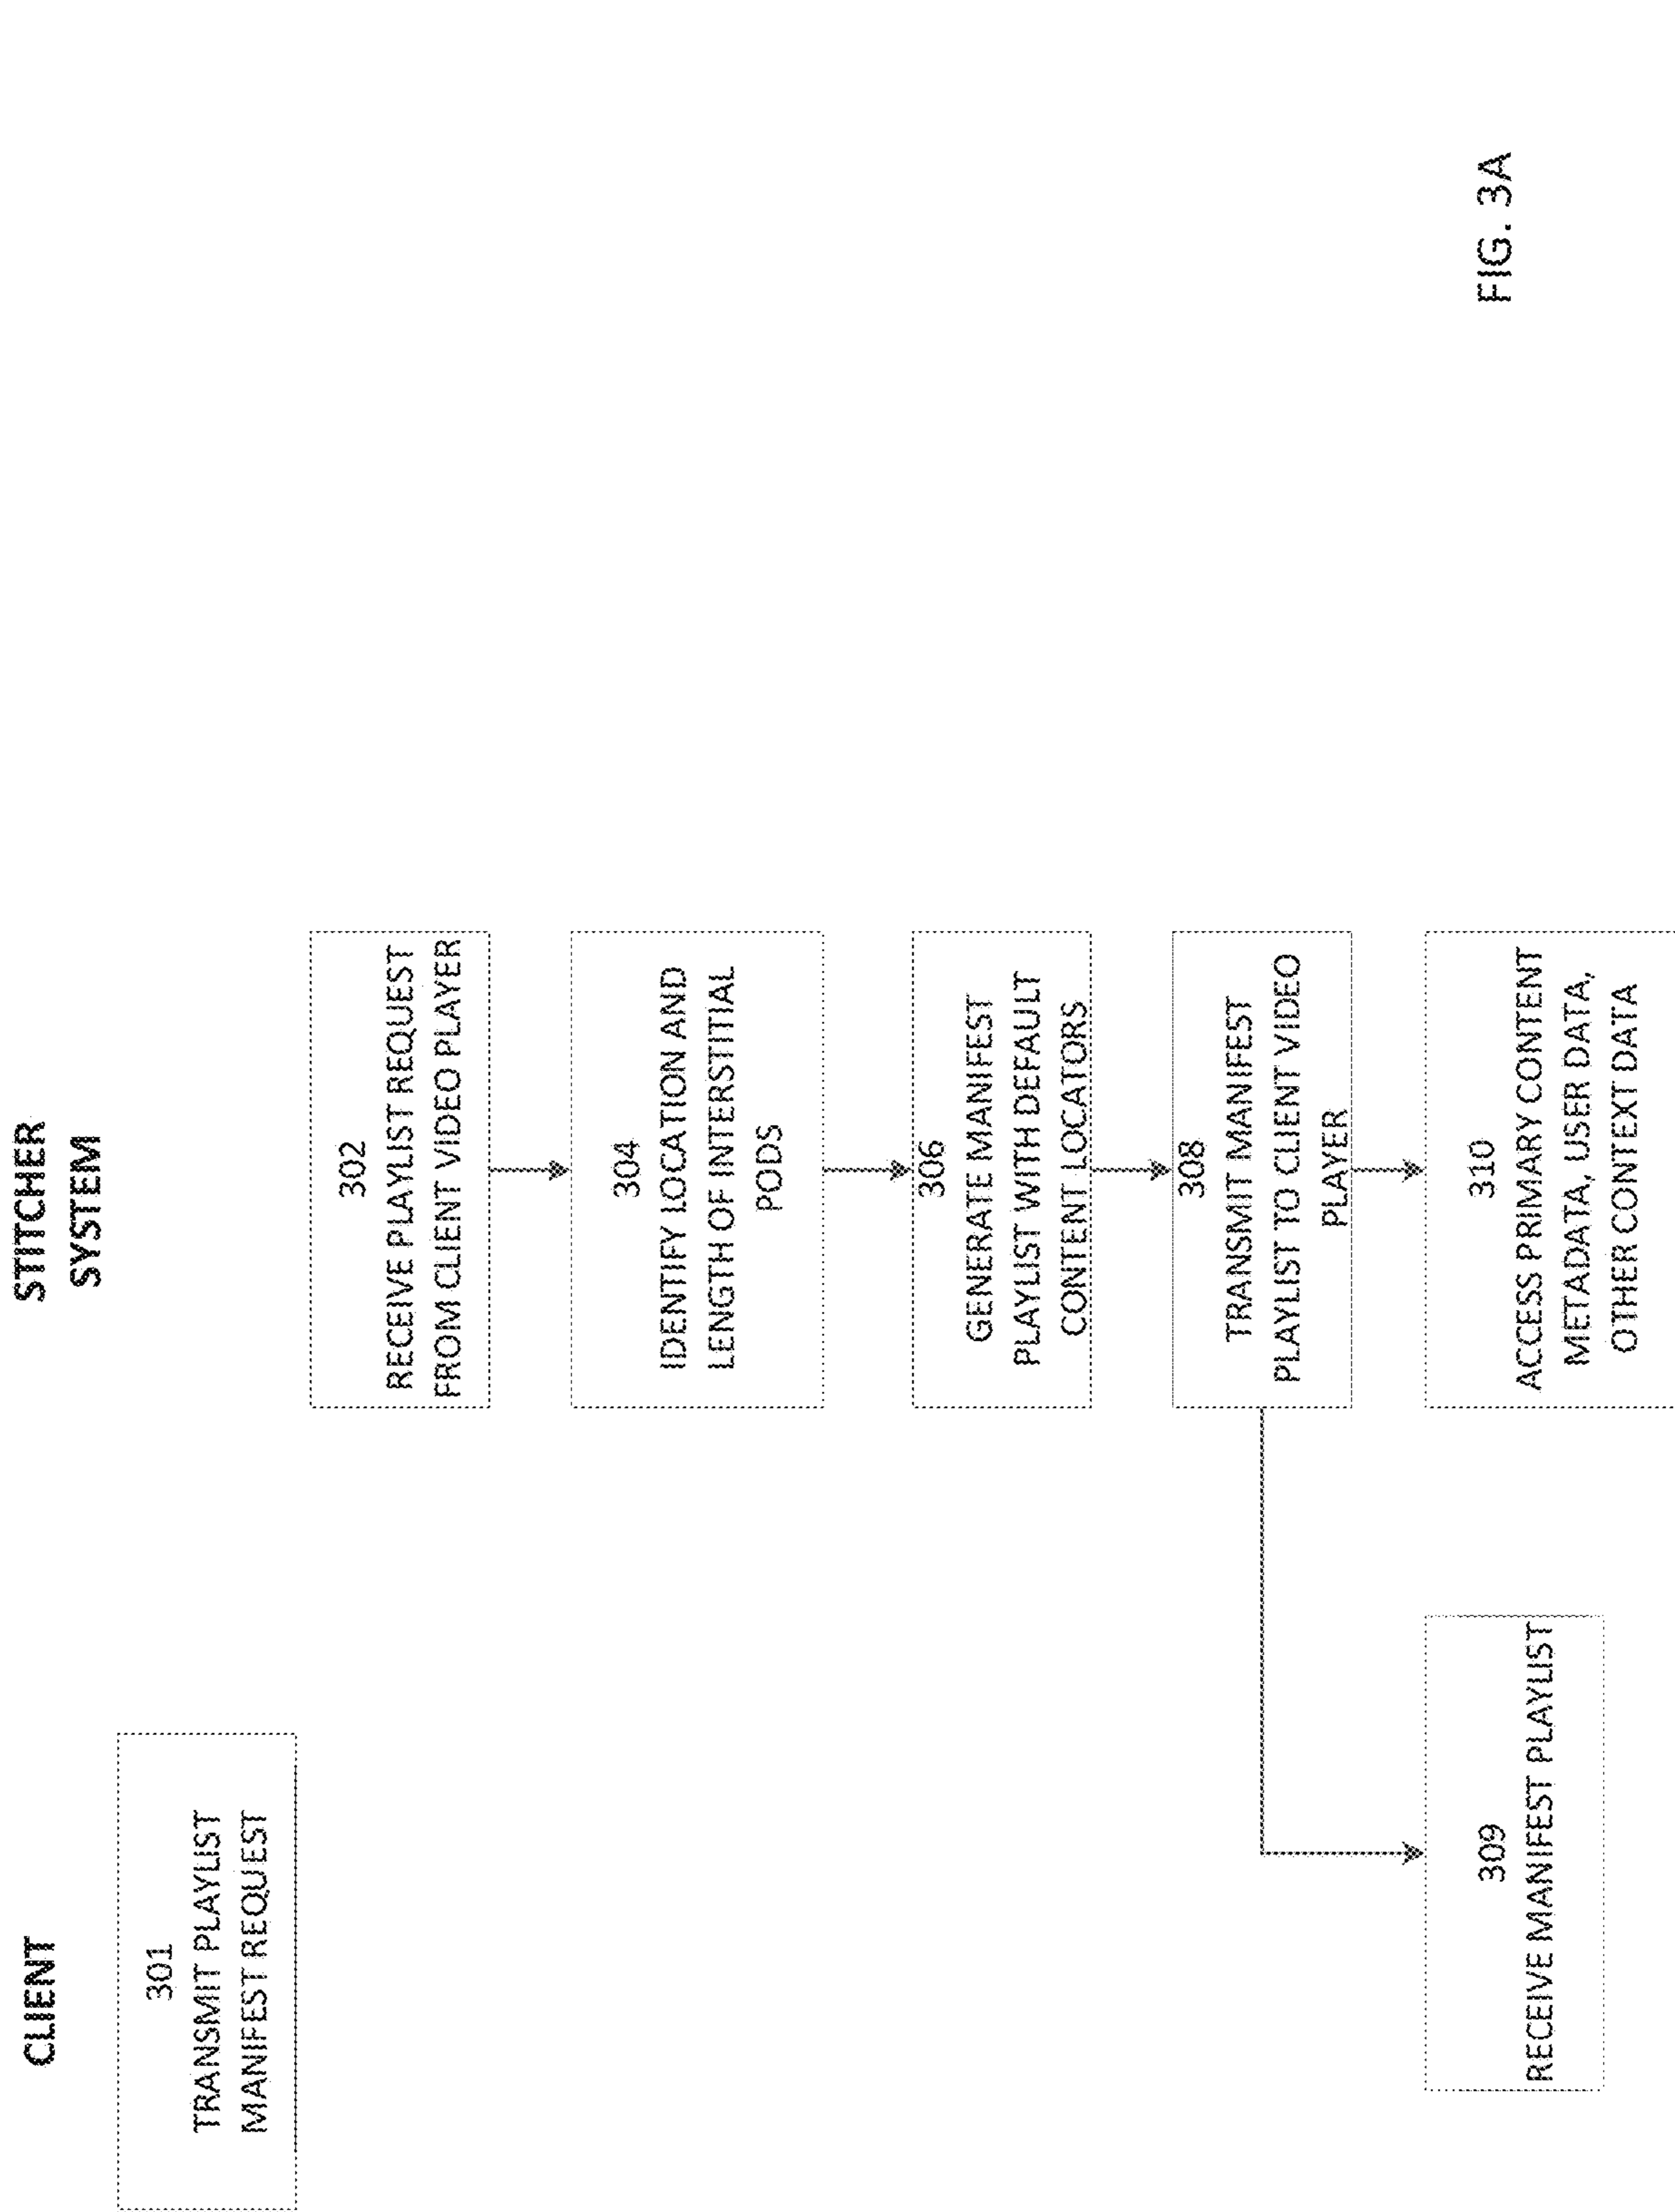 CLIENT
STITCHER
SYSTEM
301
TRANSMIT PLAYLIST
MANIFEST REQUEST
302
RECEIVE PLAYLIST REQUEST
FROM CLIENT VIDEO PLAYER
304
IDENTIFY LOCATION AND
LENGTH OF INTERSTITIAL
PODS
306
GENERATE MANIFEST
PLAYLIST WITH DEFAULT
CONTENT LOCATORS
308
TRANSMIT MANIFEST
PLAYLIST TO CLIENT VIDEO
PLAYER
309
RECEIVE MANIFEST PLAYLIST
310
ACCESS PRIMARY CONTENT
METADATA, USER DATA,
OTHER CONTEXT DATA
FIG. 3A